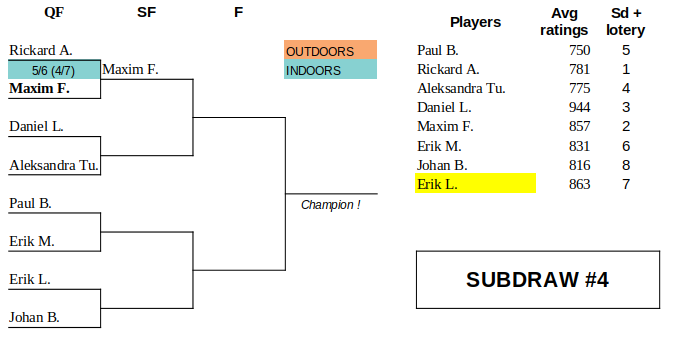 QF SF F
Rickard A.
5/6 (4/7) Maxim F.
Maxim F.
Daniel L.
Aleksandra Tu.
Paul B.
Erik M.
Erik L.
Johan B.
OUTDOORS
INDOORS
Champion !
Players Avg ratings Sd + lotery
Paul B. 750 5
Rickard A. 781 1
Aleksandra Tu. 775 4
Daniel L. 944 3
Maxim F. 857 2
Erik M. 831 6
Johan B. 816 8
Erik L. 863 7
SUBDRAW #4